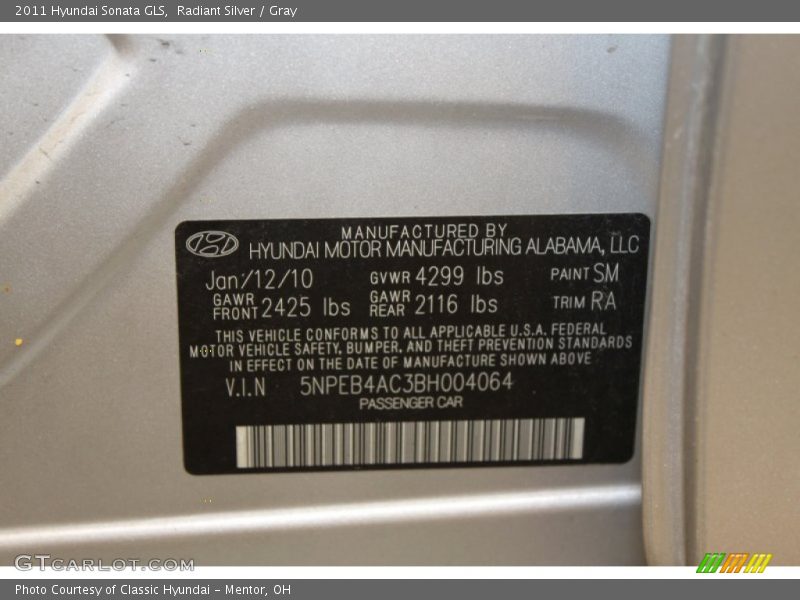 2011 Hyundai Sonata GLS, Radiant Silver / Gray
MANUFACTURED BY
HYUNDAI MOTOR MANUFACTURING ALABAMA, LLC
Jan/12/10 GVWR 4299 lbs PAINT SM
GAWR FRONT 2425 lbs GAWR REAR 2116 lbs TRIM RA
THIS VEHICLE CONFORMS TO ALL APPLICABLE U.S.A. FEDERAL
MOTOR VEHICLE SAFETY, BUMPER, AND THEFT PREVENTION STANDARDS
IN EFFECT ON THE DATE OF MANUFACTURE SHOWN ABOVE
V.I.N 5NPEB4AC3BH004064
PASSENGER CAR
GTCARLOT.COM
Photo Courtesy of Classic Hyundai - Mentor, OH